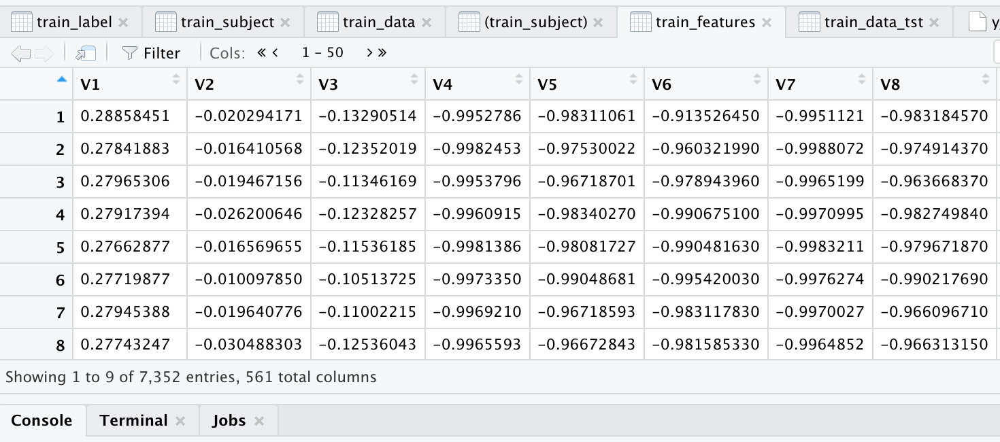 train_label train_subject train_data (train_subject) train_features train_data_tst y
Filter Cols: « ‹ 1 - 50 › »
V1 V2 V3 V4 V5 V6 V7 V8
1 0.28858451 -0.020294171 -0.13290514 -0.9952786 -0.98311061 -0.913526450 -0.9951121 -0.983184570
2 0.27841883 -0.016410568 -0.12352019 -0.9982453 -0.97530022 -0.960321990 -0.9988072 -0.974914370
3 0.27965306 -0.019467156 -0.11346169 -0.9953796 -0.96718701 -0.978943960 -0.9965199 -0.963668370
4 0.27917394 -0.026200646 -0.12328257 -0.9960915 -0.98340270 -0.990675100 -0.9970995 -0.982749840
5 0.27662877 -0.016569655 -0.11536185 -0.9981386 -0.98081727 -0.990481630 -0.9983211 -0.979671870
6 0.27719877 -0.010097850 -0.10513725 -0.9973350 -0.99048681 -0.995420030 -0.9976274 -0.990217690
7 0.27945388 -0.019640776 -0.11002215 -0.9969210 -0.96718593 -0.983117830 -0.9970027 -0.966096710
8 0.27743247 -0.030488303 -0.12536043 -0.9965593 -0.96672843 -0.981585330 -0.9964852 -0.966313150
Showing 1 to 9 of 7,352 entries, 561 total columns
Console Terminal Jobs